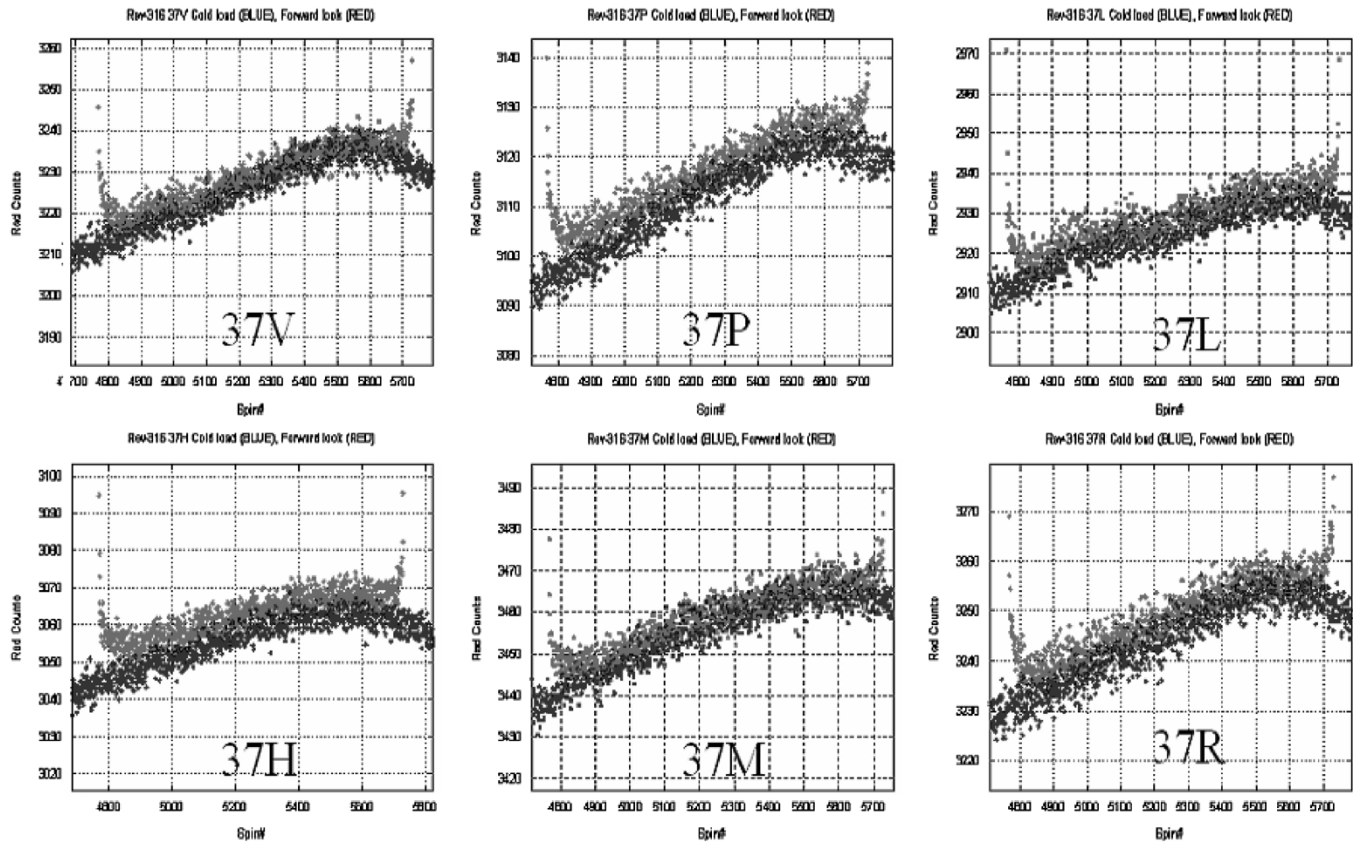 Rev-316 37V Cold load (BLUE), Forward look (RED)
Rad Counts
3260
3250
3240
3230
3220
3210
3200
3190
37V
4800 4900 5000 5100 5200 5300 5400 5500 5600 5700
Spin#
Rev-316 37P Cold load (BLUE), Forward look (RED)
Rad Counts
3140
3130
3120
3110
3100
3090
3080
37P
4800 4900 5000 5100 5200 5300 5400 5500 5600 5700
Spin#
Rev-316 37L Cold load (BLUE), Forward look (RED)
Rad Counts
2970
2960
2950
2940
2930
2920
2910
2900
37L
4800 4900 5000 5100 5200 5300 5400 5500 5600 5700
Spin#
Rev-316 37H Cold load (BLUE), Forward look (RED)
Rad Counts
3100
3090
3080
3070
3060
3050
3040
3030
3020
37H
4800 5000 5200 5400 5600 5800
Spin#
Rev-316 37M Cold load (BLUE), Forward look (RED)
Rad Counts
3490
3480
3470
3460
3450
3440
3430
3420
37M
4800 4900 5000 5100 5200 5300 5400 5500 5600 5700
Spin#
Rev-316 37R Cold load (BLUE), Forward look (RED)
Rad Counts
3270
3260
3250
3240
3230
3220
37R
4800 4900 5000 5100 5200 5300 5400 5500 5600 5700
Spin#